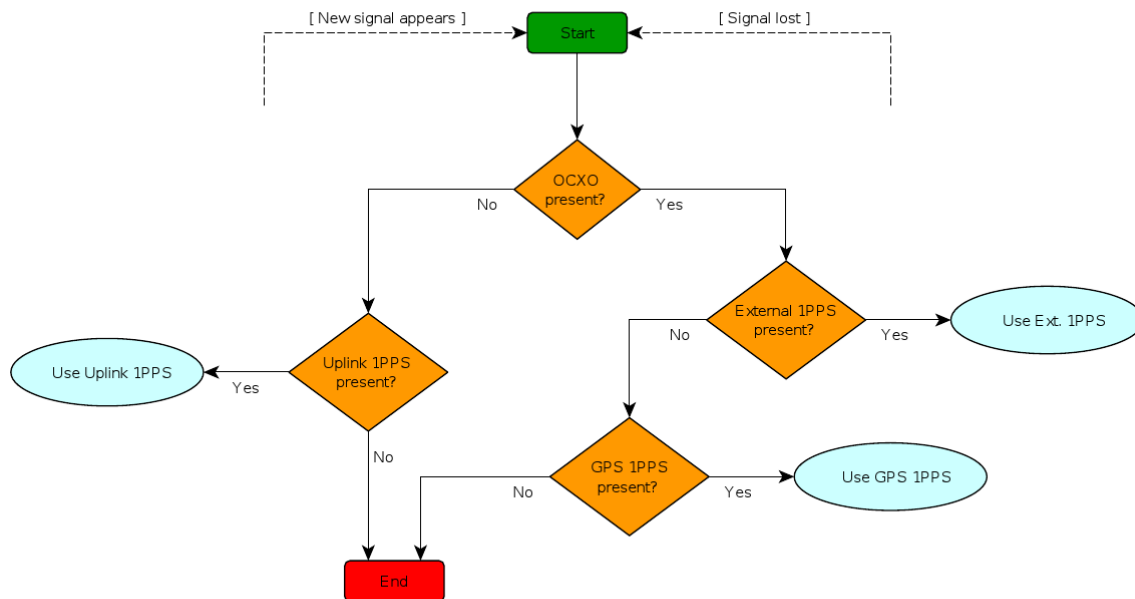 [ New signal appears ]
[ Signal lost ]
Start
OCXO
present?
No
Yes
External 1PPS
present?
Use Ext. 1PPS
No
Yes
Uplink 1PPS
present?
Use Uplink 1PPS
Yes
No
GPS 1PPS
present?
Use GPS 1PPS
No
Yes
End